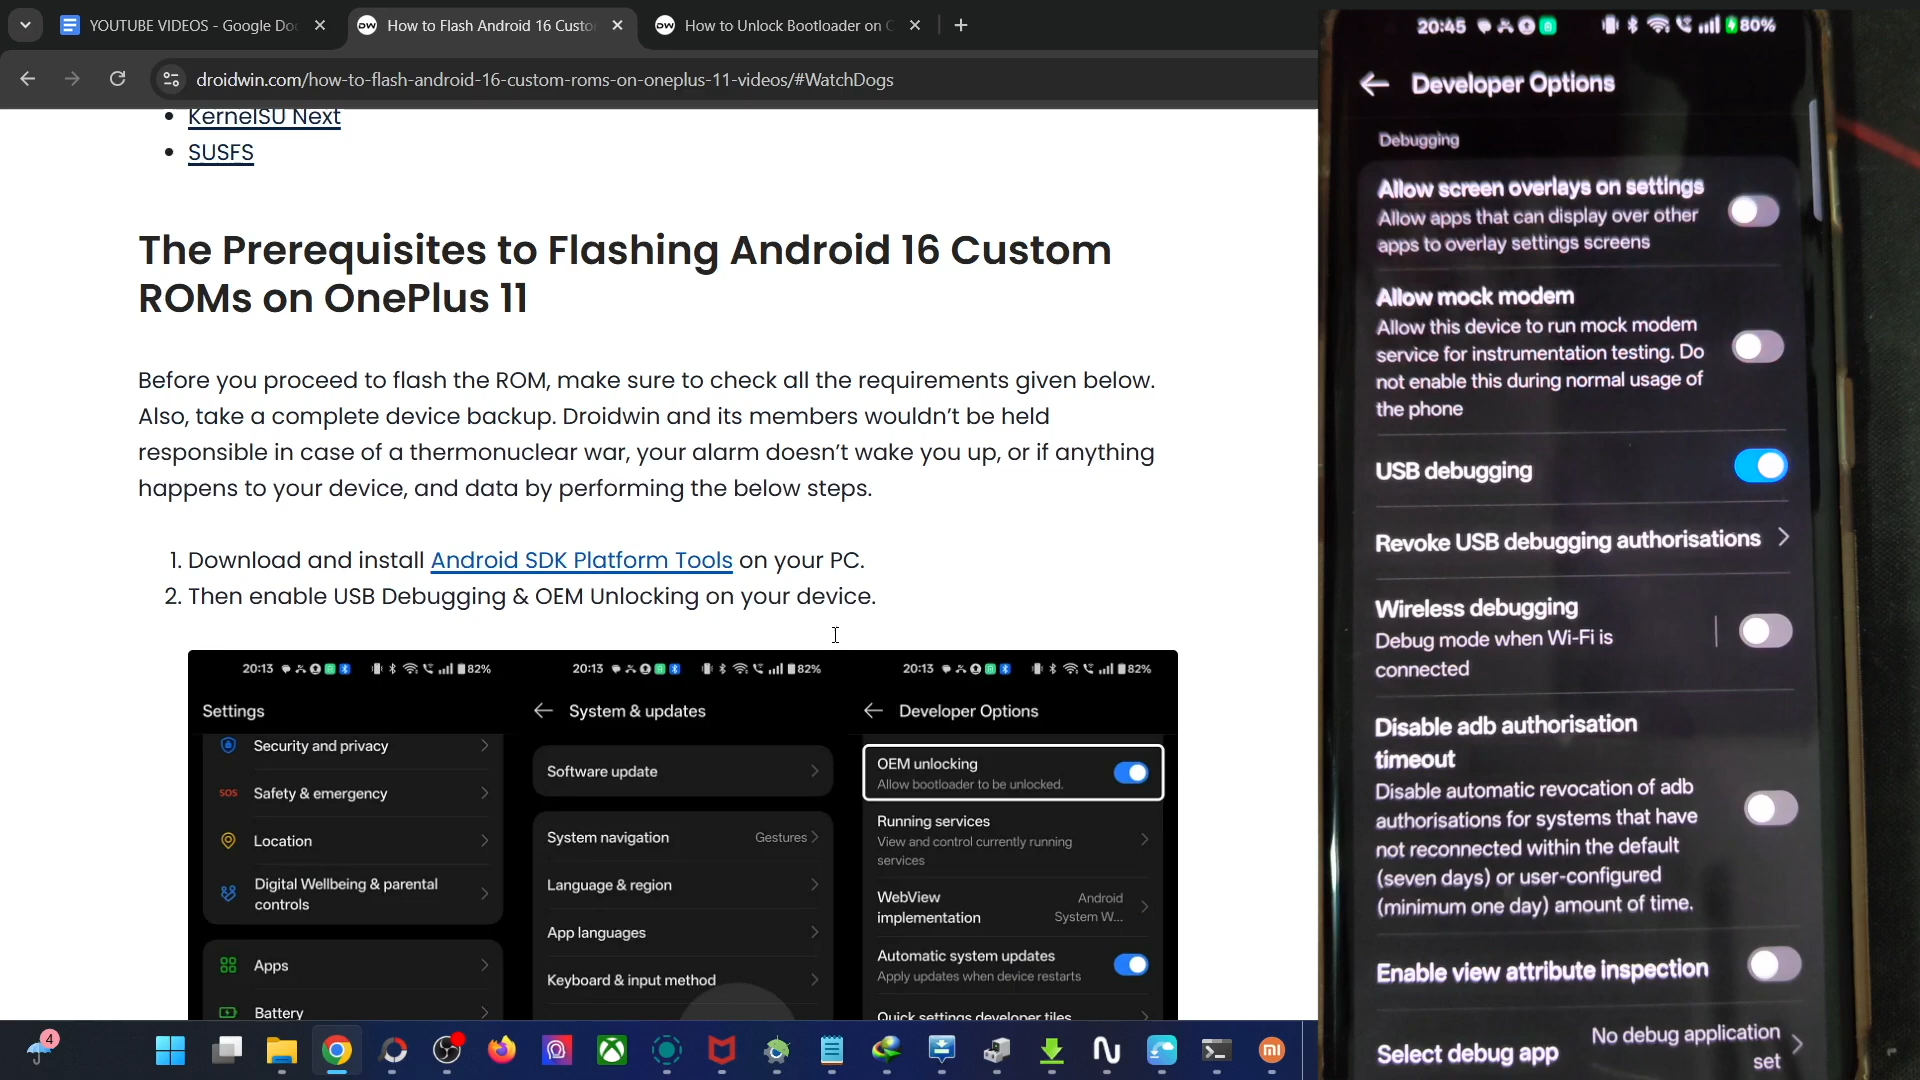 YOUTUBE VIDEOS - Google Do
How to Flash Android 16 Custo
How to Unlock Bootloader on
droidwin.com/how-to-flash-android-16-custom-roms-on-oneplus-11-videos/#WatchDogs
KernelSU Next
SUSFS
The Prerequisites to Flashing Android 16 Custom
ROMs on OnePlus 11
Before you proceed to flash the ROM, make sure to check all the requirements given below.
Also, take a complete device backup. Droidwin and its members wouldn't be held
responsible in case of a thermonuclear war, your alarm doesn't wake you up, or if anything
happens to your device, and data by performing the below steps.
1. Download and install Android SDK Platform Tools on your PC.
2. Then enable USB Debugging & OEM Unlocking on your device.
20:13 82%
Settings
Security and privacy
SOS Safety & emergency
Location
Digital Wellbeing & parental
controls
Apps
Battery
20:13 82%
System & updates
Software update
System navigation Gestures
Language & region
App languages
Keyboard & input method
20:13 82%
Developer Options
OEM unlocking
Allow bootloader to be unlocked.
Running services
View and control currently running
services
WebView Android
implementation System W...
Automatic system updates
Apply updates when device restarts
Quick settings developer tiles
4
20:45 80%
Developer Options
Debugging
Allow screen overlays on settings
Allow apps that can display over other
apps to overlay settings screens
Allow mock modem
Allow this device to run mock modem
service for instrumentation testing. Do
not enable this during normal usage of
the phone
USB debugging
Revoke USB debugging authorisations
Wireless debugging
Debug mode when Wi-Fi is
connected
Disable adb authorisation
timeout
Disable automatic revocation of adb
authorisations for systems that have
not reconnected within the default
(seven days) or user-configured
(minimum one day) amount of time.
Enable view attribute inspection
Select debug app
No debug application
set